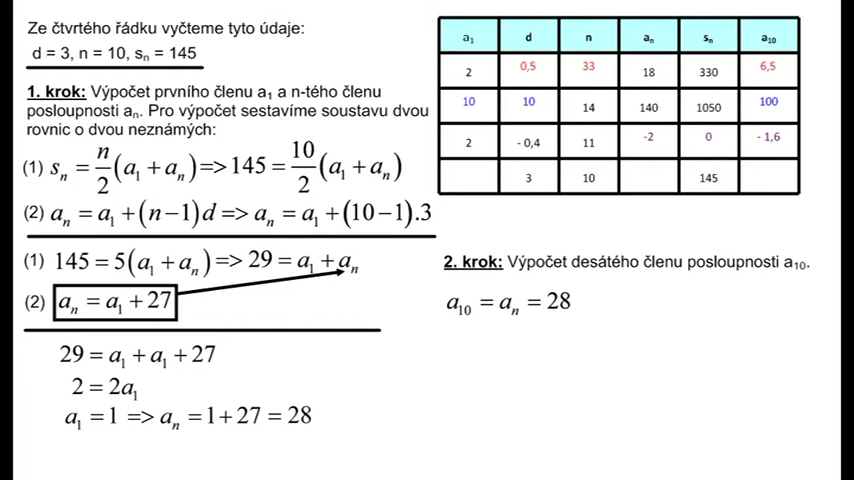 Ze čtvrtého řádku vyčteme tyto údaje:
d = 3, n = 10, sₙ = 145
1. krok: Výpočet prvního členu a₁ a n-tého členu
posloupnosti aₙ. Pro výpočet sestavíme soustavu dvou
rovnic o dvou neznámých:
(1) sₙ = n/2 (a₁ + aₙ) => 145 = 10/2 (a₁ + aₙ)
(2) aₙ = a₁ + (n − 1)d => aₙ = a₁ + (10 − 1).3
(1) 145 = 5(a₁ + aₙ) => 29 = a₁ + aₙ
(2) aₙ = a₁ + 27
29 = a₁ + a₁ + 27
2 = 2a₁
a₁ = 1 => aₙ = 1 + 27 = 28
a₁ d n aₙ sₙ a₁₀
2 0,5 33 18 330 6,5
10 10 14 140 1050 100
2 - 0,4 11 -2 0 - 1,6
3 10 145
2. krok: Výpočet desátého členu posloupnosti a₁₀.
a₁₀ = aₙ = 28